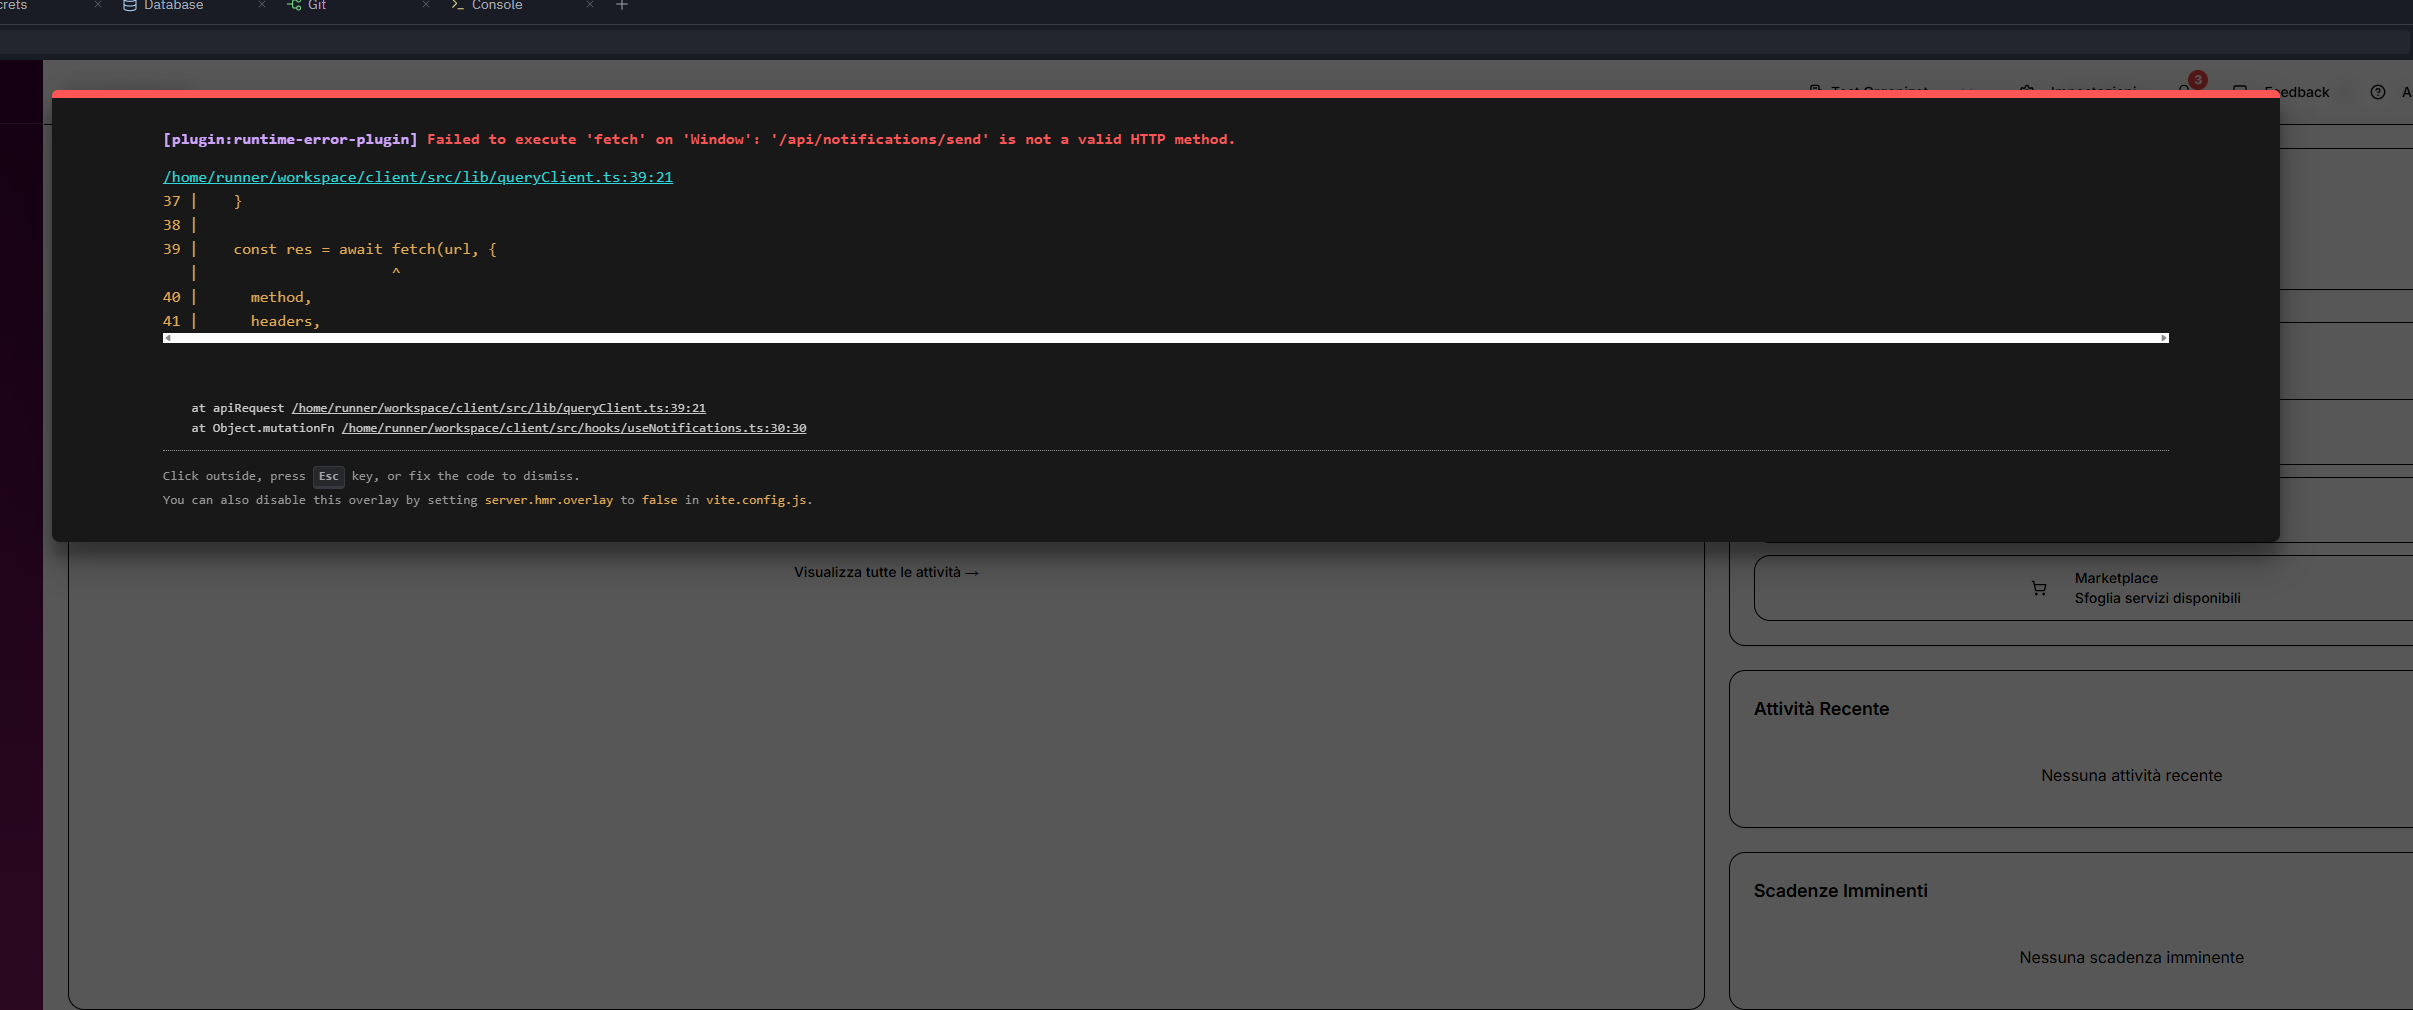 crets × Database × Git × Console × +
3
Feedback
[plugin:runtime-error-plugin] Failed to execute 'fetch' on 'Window': '/api/notifications/send' is not a valid HTTP method.
/home/runner/workspace/client/src/lib/queryClient.ts:39:21
37 | }
38 |
39 | const res = await fetch(url, {
| ^
40 | method,
41 | headers,
at apiRequest /home/runner/workspace/client/src/lib/queryClient.ts:39:21
at Object.mutationFn /home/runner/workspace/client/src/hooks/useNotifications.ts:30:30
Click outside, press Esc key, or fix the code to dismiss.
You can also disable this overlay by setting server.hmr.overlay to false in vite.config.js.
Visualizza tutte le attività →
Marketplace
Sfoglia servizi disponibili
Attività Recente
Nessuna attività recente
Scadenze Imminenti
Nessuna scadenza imminente